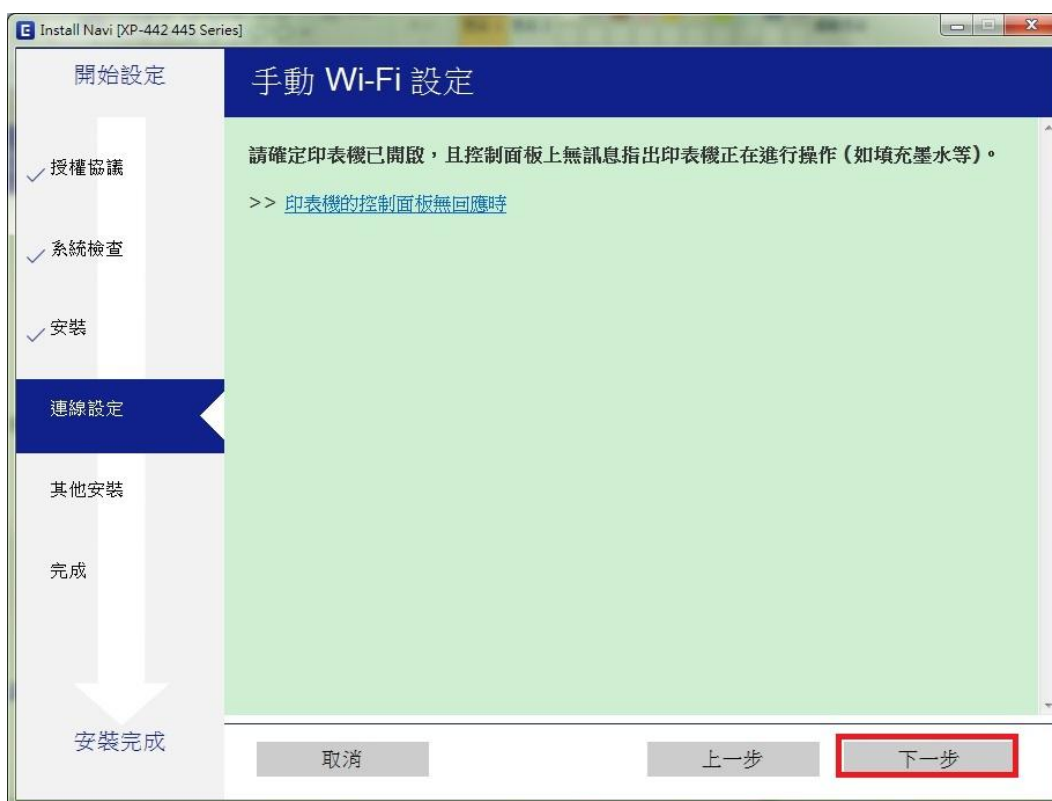 E Install Navi [XP-442 445 Series]
開始設定
手動 Wi-Fi 設定
授權協議
系統檢查
安裝
連線設定
其他安裝
完成
安裝完成
請確定印表機已開啟，且控制面板上無訊息指出印表機正在進行操作 (如填充墨水等)。
>> 印表機的控制面板無回應時
取消
上一步
下一步